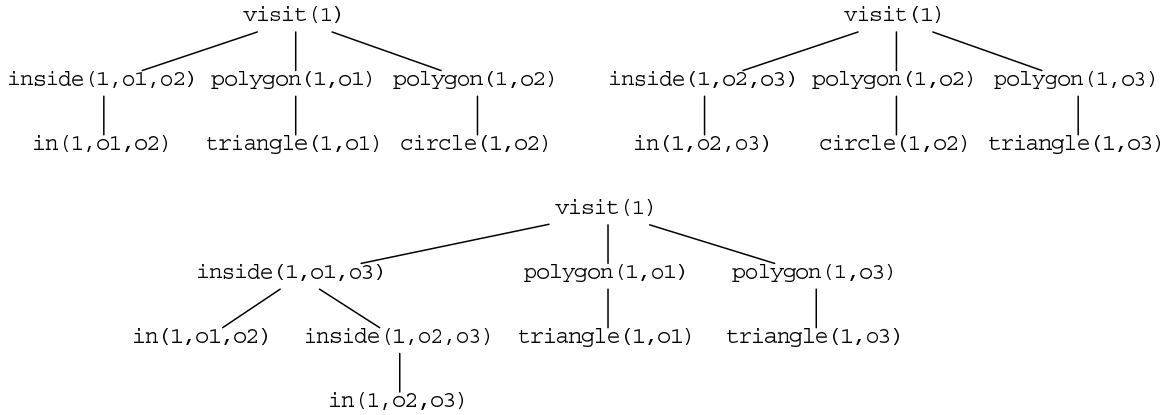 visit(1) visit(1)
inside(1,o1,o2) polygon(1,o1) polygon(1,o2) inside(1,o2,o3) polygon(1,o2) polygon(1,o3)
in(1,o1,o2) triangle(1,o1) circle(1,o2) in(1,o2,o3) circle(1,o2) triangle(1,o3)
visit(1)
inside(1,o1,o3) polygon(1,o1) polygon(1,o3)
in(1,o1,o2) inside(1,o2,o3) triangle(1,o1) triangle(1,o3)
in(1,o2,o3)